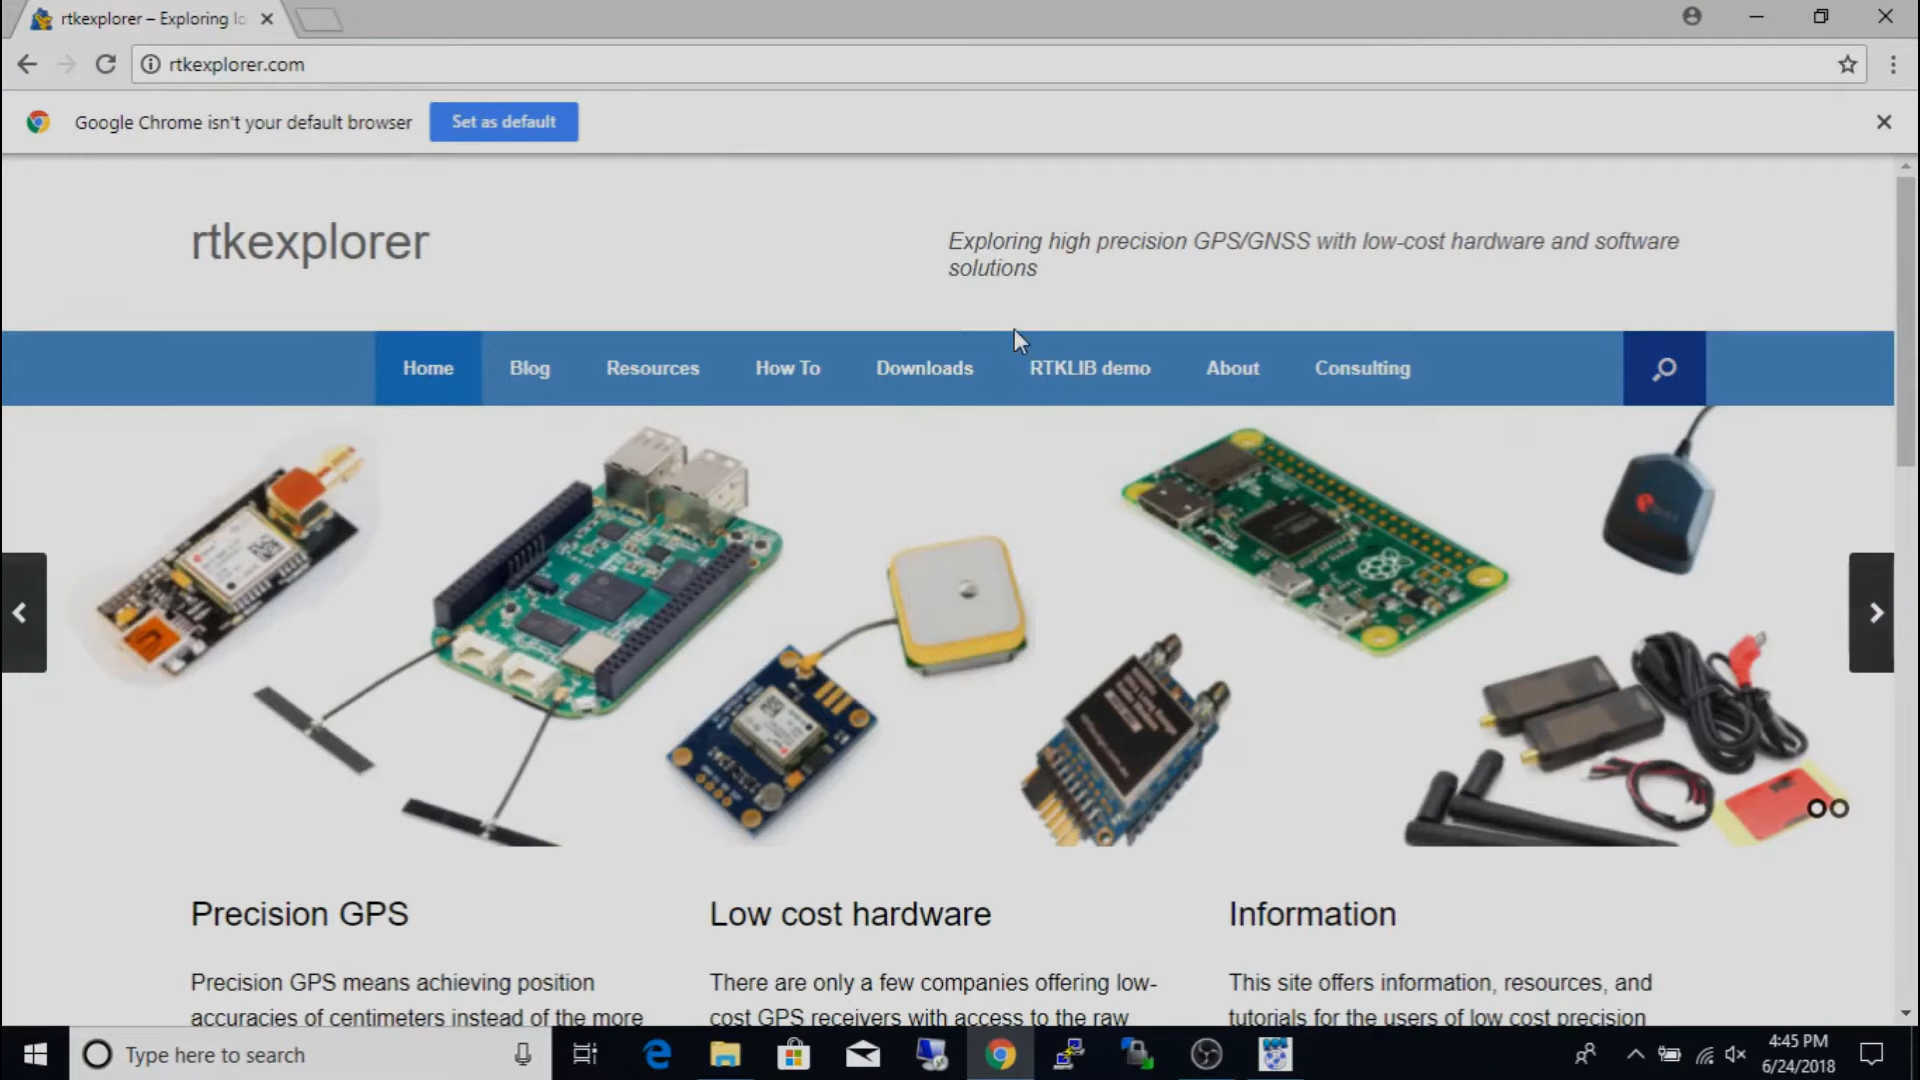 rtkexplorer – Exploring lo
rtkexplorer.com
Google Chrome isn't your default browser
Set as default
rtkexplorer
Exploring high precision GPS/GNSS with low-cost hardware and software
solutions
Home
Blog
Resources
How To
Downloads
RTKLIB demo
About
Consulting
Precision GPS
Low cost hardware
Information
Precision GPS means achieving position
accuracies of centimeters instead of the more
There are only a few companies offering low-
cost GPS receivers with access to the raw
This site offers information, resources, and
tutorials for the users of low cost precision
Type here to search
4:45 PM
6/24/2018